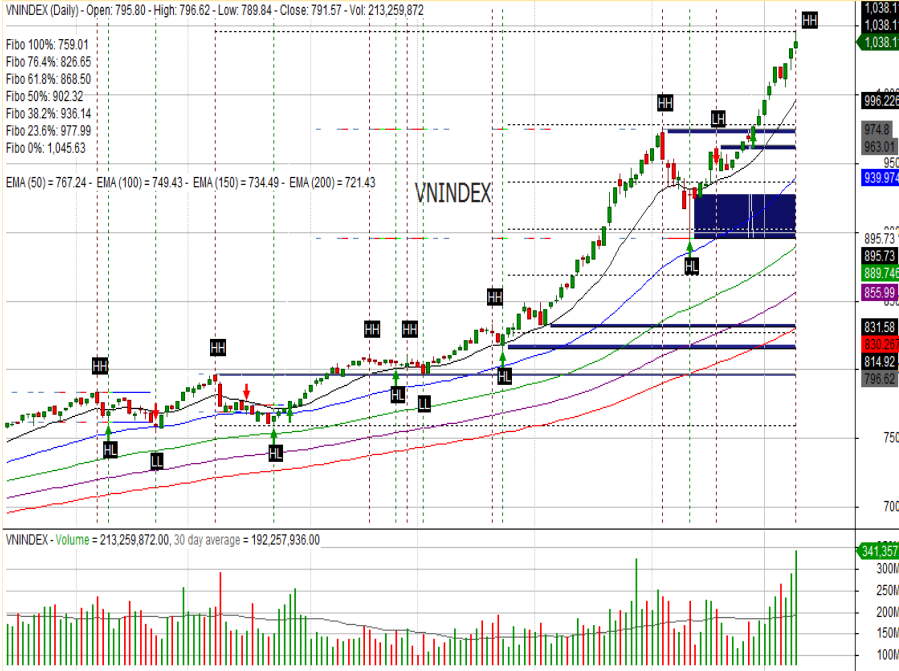 VNINDEX (Daily) - Open: 795.80 - High: 796.62 - Low: 789.84 - Close: 791.57 - Vol: 213,259,872
Fibo 100%: 759.01
Fibo 76.4%: 826.65
Fibo 61.8%: 868.50
Fibo 50%: 902.32
Fibo 38.2%: 936.14
Fibo 23.6%: 977.99
Fibo 0%: 1,045.63
EMA (50) = 767.24 - EMA (100) = 749.43 - EMA (150) = 734.49 - EMA (200) = 721.43
VNINDEX
HH
HH
LH
HL
HH
HH
HH
HL
HH
HH
HL
LL
HL
LL
HL
1,038.11
1,038.11
1,038.11
996.226
974.8
963.01
950
939.974
895.73
895.73
889.746
855.99
831.58
830.267
814.92
796.62
750
700
VNINDEX - Volume = 213,259,872.00, 30 day average = 192,257,936.00
341,357
300M
250M
200M
150M
100M